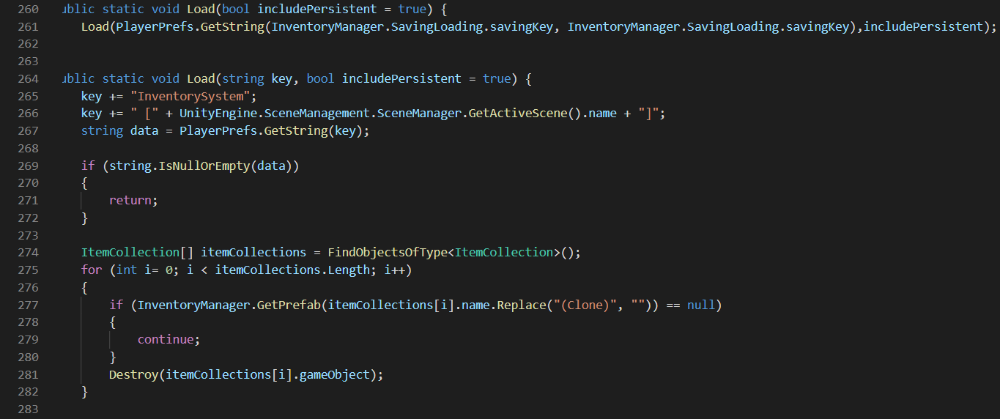 260 ublic static void Load(bool includePersistent = true) {
261 Load(PlayerPrefs.GetString(InventoryManager.SavingLoading.savingKey, InventoryManager.SavingLoading.savingKey),includePersistent);
262
263
264 ublic static void Load(string key, bool includePersistent = true) {
265 key += "InventorySystem";
266 key += " [" + UnityEngine.SceneManagement.SceneManager.GetActiveScene().name + "]";
267 string data = PlayerPrefs.GetString(key);
268
269 if (string.IsNullOrEmpty(data))
270 {
271 return;
272 }
273
274 ItemCollection[] itemCollections = FindObjectsOfType<ItemCollection>();
275 for (int i= 0; i < itemCollections.Length; i++)
276 {
277 if (InventoryManager.GetPrefab(itemCollections[i].name.Replace("(Clone)", "")) == null)
278 {
279 continue;
280 }
281 Destroy(itemCollections[i].gameObject);
282 }
283